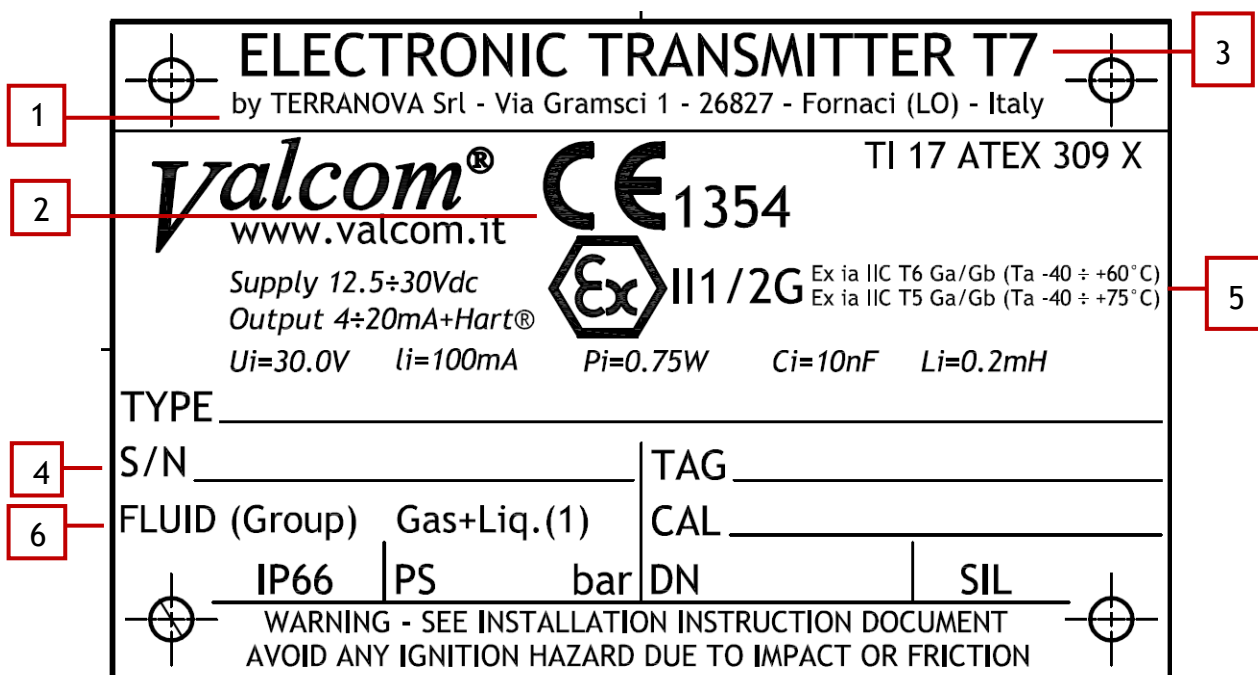 ELECTRONIC TRANSMITTER T7
3
1
by TERRANOVA Srl - Via Gramsci 1 - 26827 - Fornaci (LO) - Italy
Valcom®
TI 17 ATEX 309 X
2
CE 1354
www.valcom.it
Supply 12.5÷30Vdc
Output 4÷20mA+Hart®
Ex
II1/2G
Ex ia IIC T6 Ga/Gb (Ta -40 ÷ +60°C)
Ex ia IIC T5 Ga/Gb (Ta -40 ÷ +75°C)
5
Ui=30.0V li=100mA Pi=0.75W Ci=10nF Li=0.2mH
TYPE
4
S/N
TAG
6
FLUID (Group) Gas+Liq.(1)
CAL
IP66 PS bar DN SIL
WARNING - SEE INSTALLATION INSTRUCTION DOCUMENT
AVOID ANY IGNITION HAZARD DUE TO IMPACT OR FRICTION